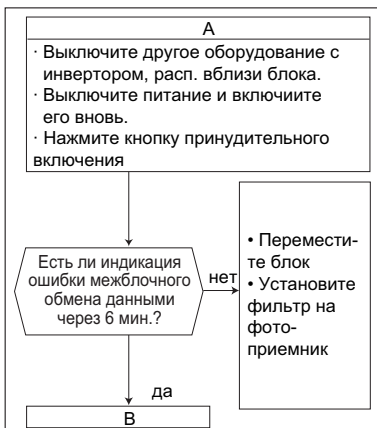 А
· Выключите другое оборудование с
инвертором, расп. вблизи блока.
· Выключите питание и включиите
его вновь.
· Нажмите кнопку принудительного
включения
Есть ли индикация
ошибки межблочного
обмена данными
через 6 мин.?
нет
• Перемести-
те блок
• Установите
фильтр на
фото-
приемник
да
В